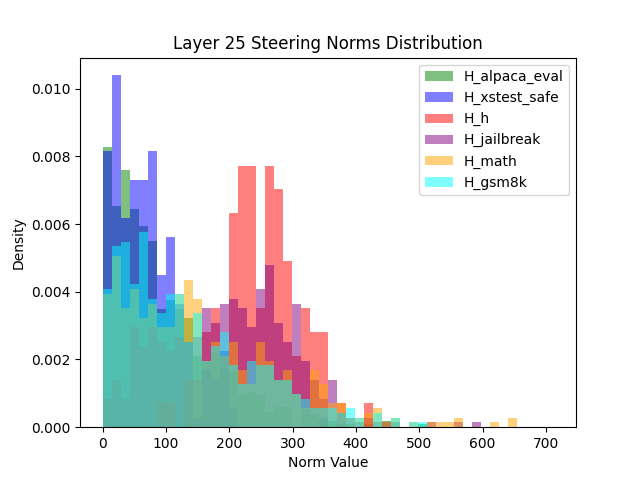 Layer 25 Steering Norms Distribution
H_alpaca_eval
H_xstest_safe
H_h
H_jailbreak
H_math
H_gsm8k
Density
0.010
0.008
0.006
0.004
0.002
0.000
0 100 200 300 400 500 600 700
Norm Value